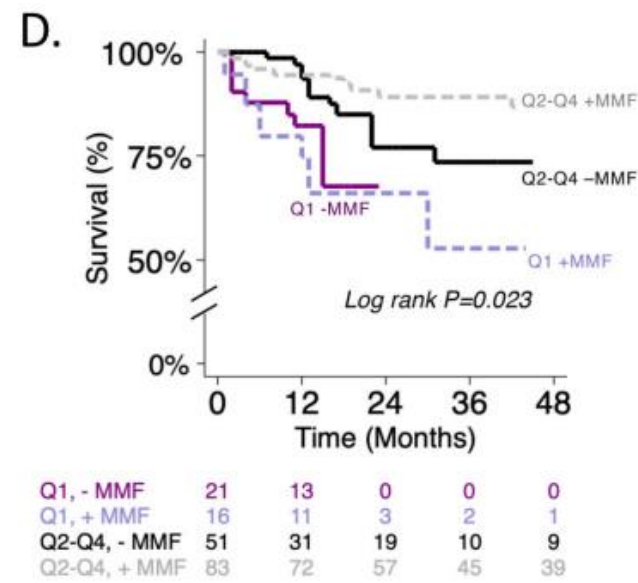 D.
100%
75%
50%
0%
Survival (%)
Q2-Q4 +MMF
Q2-Q4 –MMF
Q1 -MMF
Q1 +MMF
Log rank P=0.023
0 12 24 36 48
Time (Months)
Q1, - MMF 21 13 0 0 0
Q1, + MMF 16 11 3 2 1
Q2-Q4, - MMF 51 31 19 10 9
Q2-Q4, + MMF 83 72 57 45 39